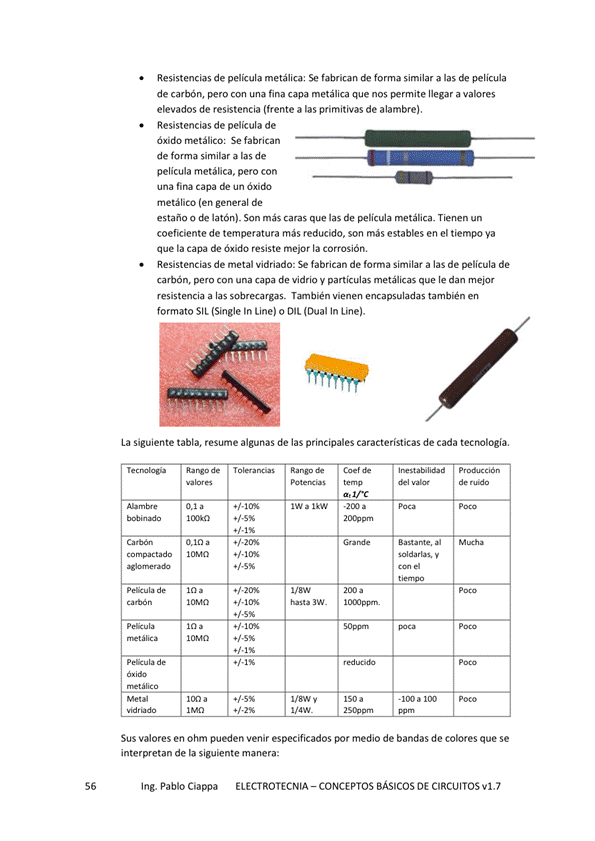 • Resistencias de película metálica: Se fabrican de forma similar a las de película
de carbón, pero con una fina capa metálica que nos permite llegar a valores
elevados de resistencia (frente a las primitivas de alambre).
• Resistencias de película de
óxido metálico: Se fabrican
de forma similar a las de
película metálica, pero con
una fina capa de un óxido
metálico (en general de
estaño o de latón). Son más caras que las de película metálica. Tienen un
coeficiente de temperatura más reducido, son más estables en el tiempo ya
que la capa de óxido resiste mejor la corrosión.
• Resistencias de metal vidriado: Se fabrican de forma similar a las de película de
carbón, pero con una capa de vidrio y partículas metálicas que le dan mejor
resistencia a las sobrecargas. También vienen encapsuladas también en
formato SIL (Single In Line) o DIL (Dual In Line).
La siguiente tabla, resume algunas de las principales características de cada tecnología.
Tecnología Rango de Tolerancias Rango de Coef de Inestabilidad Producción
valores Potencias temp del valor de ruido
αt 1/°C
Alambre 0,1 a +/-10% 1W a 1kW -200 a Poca Poco
bobinado 100kΩ +/-5% 200ppm
+/-1%
Carbón 0,1Ω a +/-20% Grande Bastante, al Mucha
compactado 10MΩ +/-10% soldarlas, y
aglomerado +/-5% con el
tiempo
Película de 1Ω a +/-20% 1/8W 200 a Poco
carbón 10MΩ +/-10% hasta 3W. 1000ppm.
+/-5%
Película 1Ω a +/-10% 50ppm poca Poco
metálica 10MΩ +/-5%
+/-1%
Película de +/-1% reducido Poco
óxido
metálico
Metal 10Ω a +/-5% 1/8W y 150 a -100 a 100 Poco
vidriado 1MΩ +/-2% 1/4W. 250ppm ppm
Sus valores en ohm pueden venir especificados por medio de bandas de colores que se
interpretan de la siguiente manera:
56 Ing. Pablo Ciappa ELECTROTECNIA – CONCEPTOS BÁSICOS DE CIRCUITOS v1.7